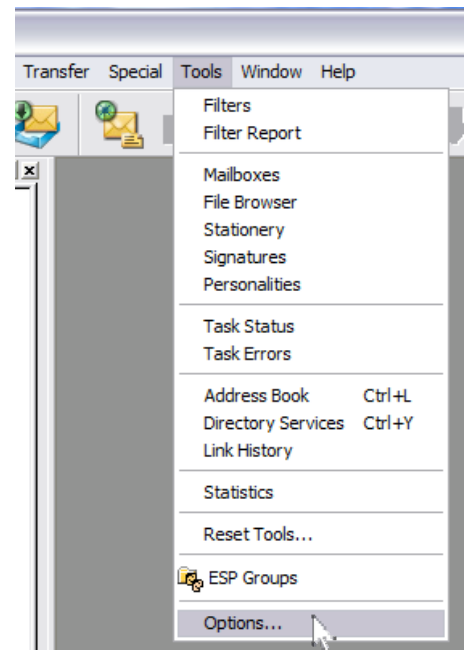 Transfer Special Tools Window Help
Filters
Filter Report
Mailboxes
File Browser
Stationery
Signatures
Personalities
Task Status
Task Errors
Address Book Ctrl+L
Directory Services Ctrl+Y
Link History
Statistics
Reset Tools...
ESP Groups
Options...